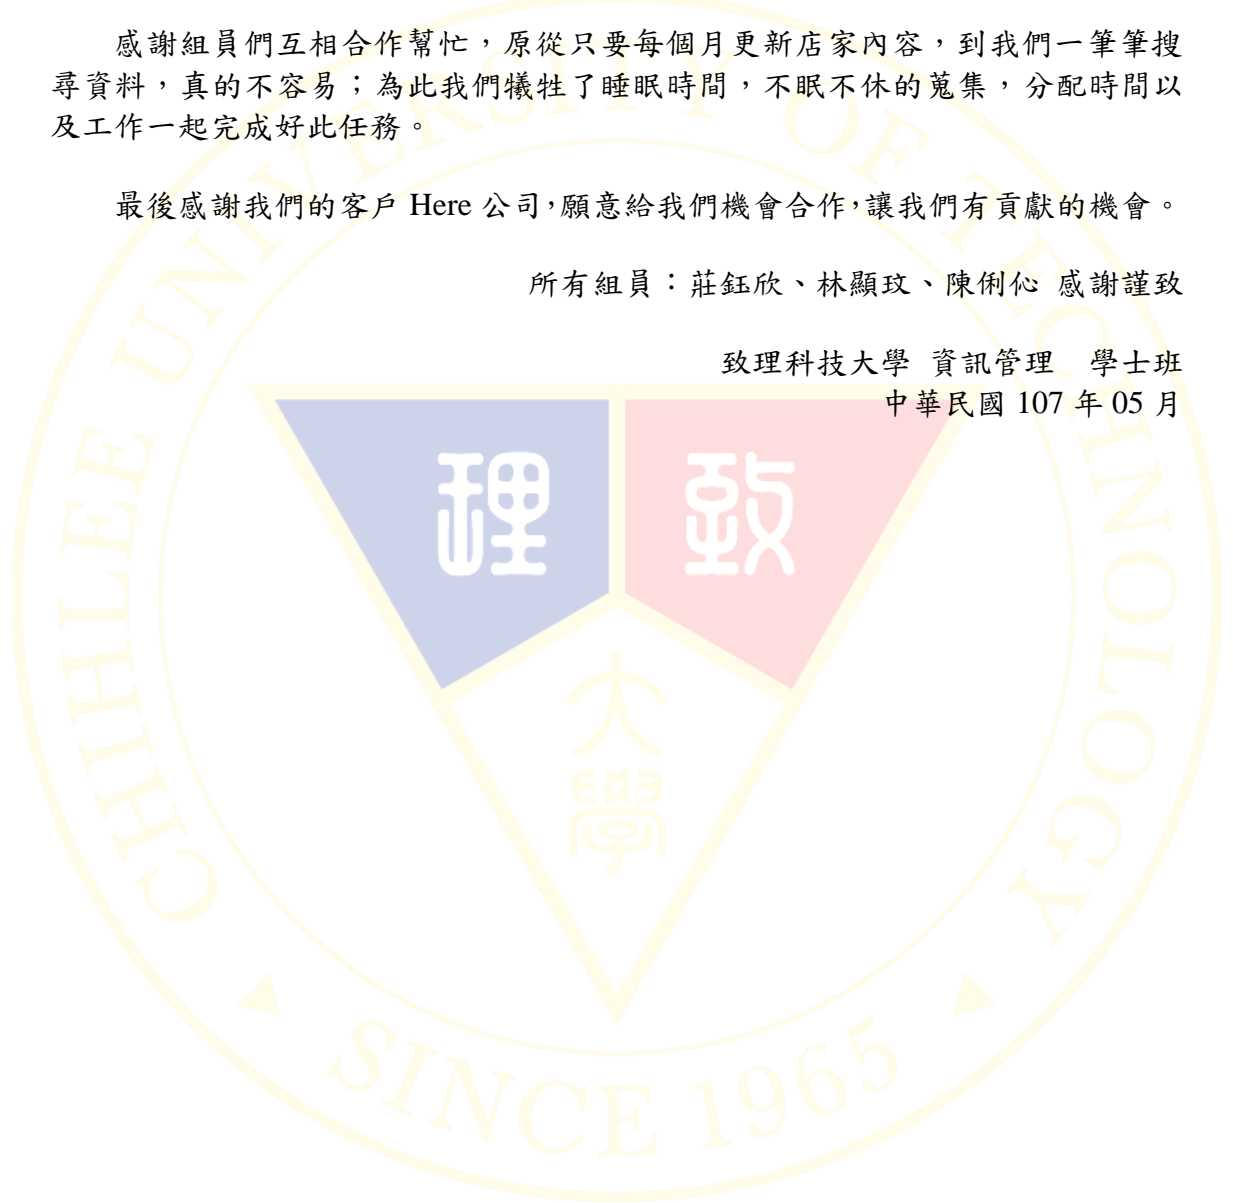 感謝組員們互相合作幫忙，原從只要每個月更新店家內容，到我們一筆筆搜
尋資料，真的不容易；為此我們犧牲了睡眠時間，不眠不休的蒐集，分配時間以
及工作一起完成好此任務。
最後感謝我們的客戶 Here 公司，願意給我們機會合作，讓我們有貢獻的機會。
所有組員：莊鈺欣、林顯玟、陳俐伈 感謝謹致
致理科技大學 資訊管理　學士班
中華民國 107 年 05 月
CHIHLEE UNIVERSITY OF TECHNOLOGY
理 致
大
學
SINCE 1965